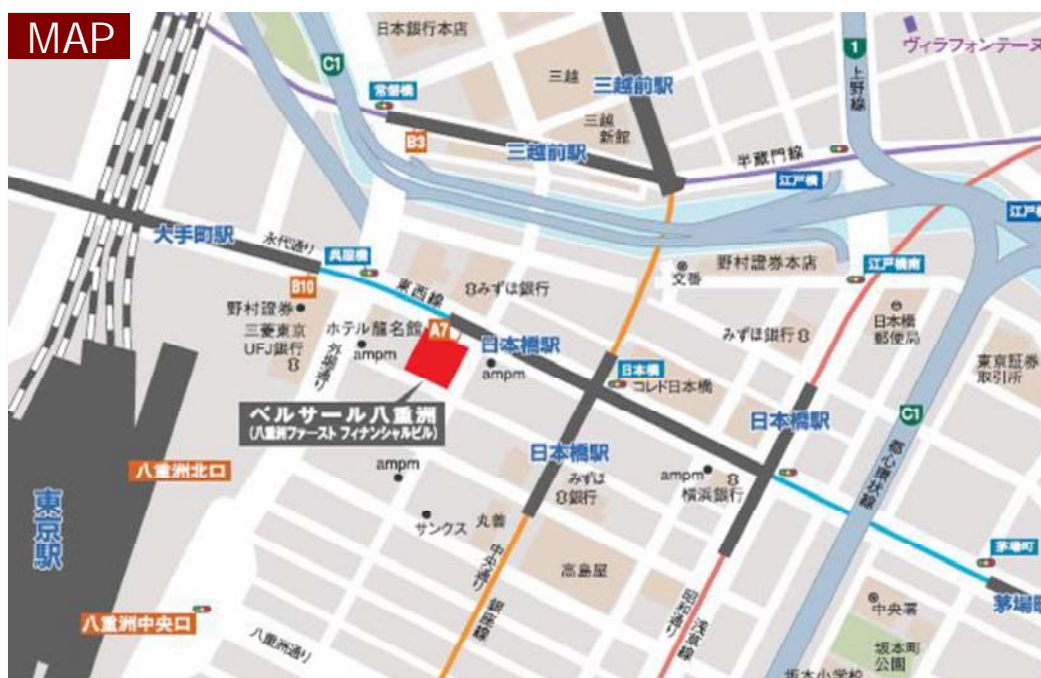 MAP
日本銀行本店
1
上野線
ヴィラフォンテーヌ
C1
三越
三越前駅
常盤橋
B3
三越
新館
三越前駅
半蔵門線
江戸橋
大手町駅
永代通り
呉服橋
野村證券本店
江戸橋南
交番
B10
東西線
みずほ銀行
野村證券
ホテル龍名館
A7
日本橋駅
みずほ銀行
日本橋
郵便局
三菱東京
UFJ銀行
外堀通り
ampm
ampm
日本橋
コレド日本橋
東京証券
取引所
ベルサール八重洲
(八重洲ファースト フィナンシャルビル)
C1
日本橋駅
日本橋駅
都心環状線
八重洲北口
ampm
みずほ
銀行
ampm
横浜銀行
東京駅
サンクス
丸善
中央通り
高島屋
茅場町
銀座線
昭和通り
浅草線
茅場町
中央署
八重洲中央口
八重洲通り
坂本町
公園
坂本小学校